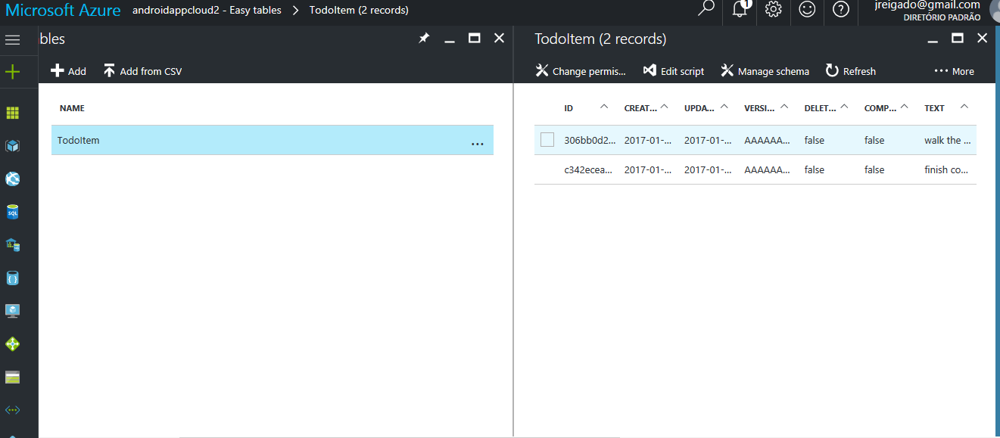 Microsoft Azure androidappcloud2 - Easy tables > TodoItem (2 records) 1 jreigado@gmail.com
DIRETÓRIO PADRÃO
bles
TodoItem (2 records)
Add Add from CSV
Change permis... Edit script Manage schema Refresh ... More
NAME
ID CREAT... UPDA... VERSI... DELET... COMP... TEXT
TodoItem ...
306bb0d2... 2017-01-... 2017-01-... AAAAAA... false false walk the ...
c342ecea... 2017-01-... 2017-01-... AAAAAA... false false finish co...
SQL